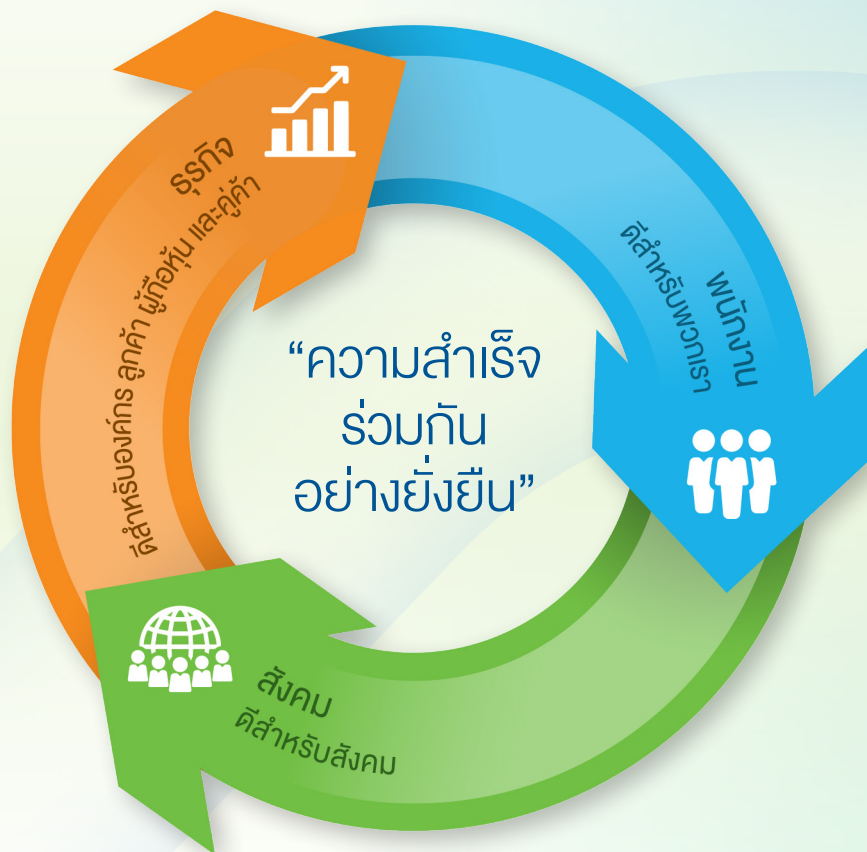 ธุรกิจ
ดีสำหรับองค์กร ลูกค้า ผู้ถือหุ้น และคู่ค้า
พนักงาน
ดีสำหรับพวกเรา
“ความสำเร็จ
ร่วมกัน
อย่างยั่งยืน”
สังคม
ดีสำหรับสังคม